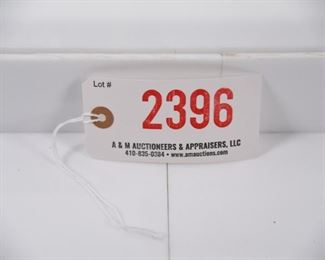 Lot #
2396
A & M AUCTIONEERS & APPRAISERS, LLC
410-835-0384 • www.amauctions.com